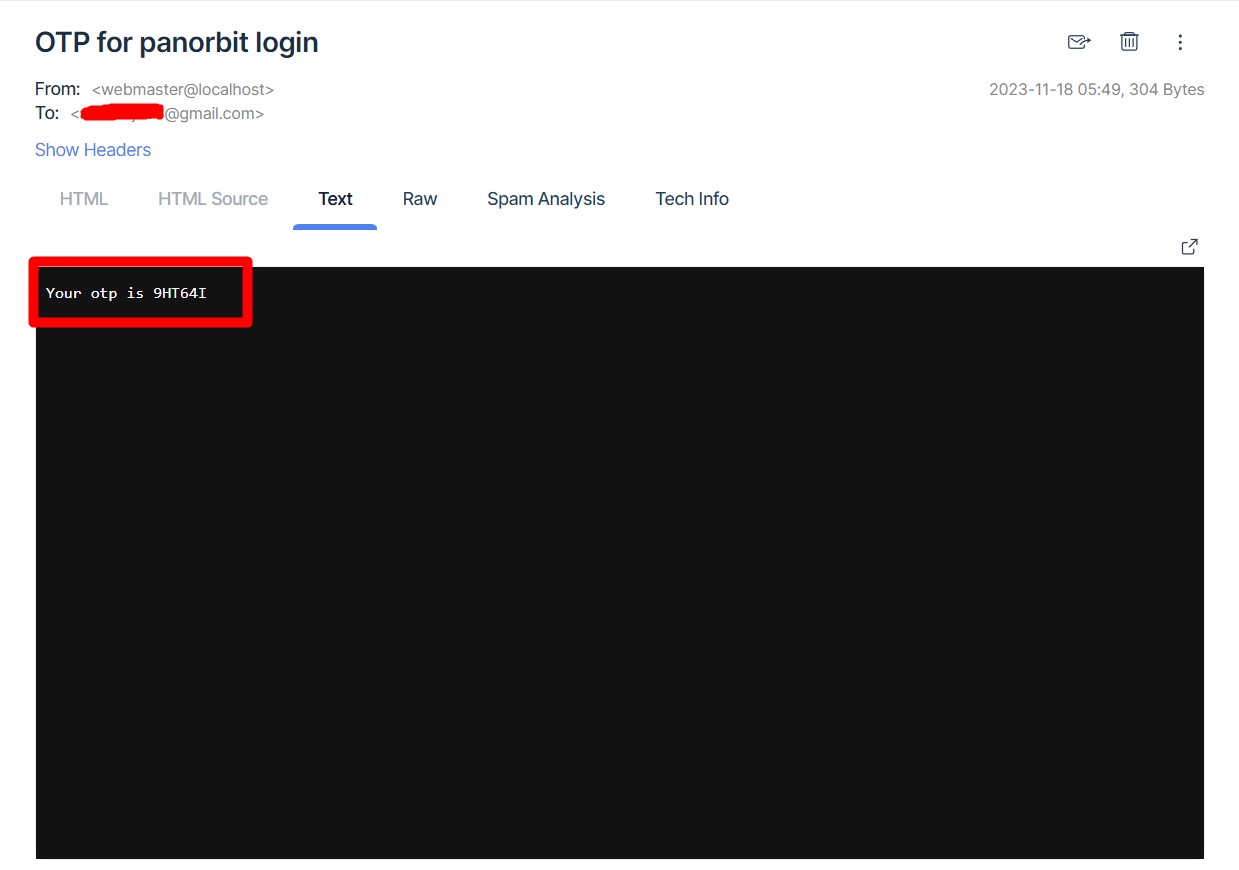 OTP for panorbit login
From: <webmaster@localhost>
2023-11-18 05:49, 304 Bytes
To: < @gmail.com>
Show Headers
HTML HTML Source Text Raw Spam Analysis Tech Info
Your otp is 9HT64I